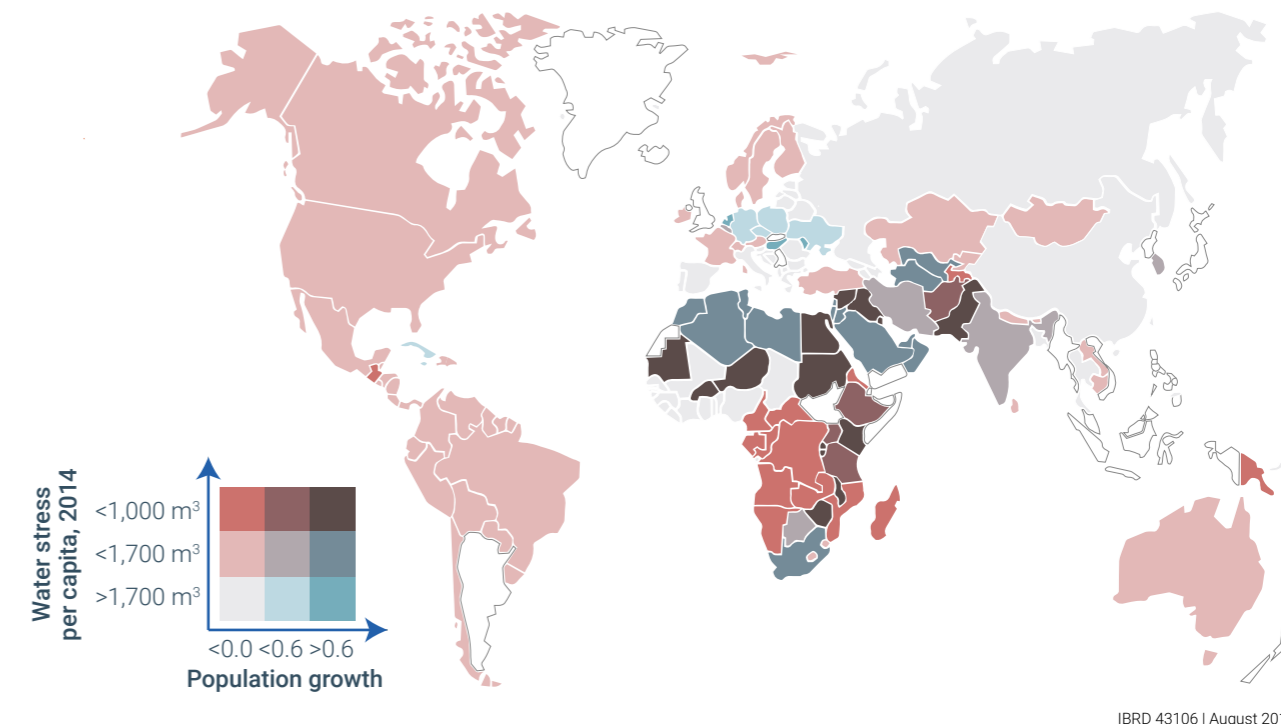 Water stress
per capita, 2014
<1,000 m³
<1,700 m³
>1,700 m³
<0.0 <0.6 >0.6
Population growth
IBRD 43106 | August 201